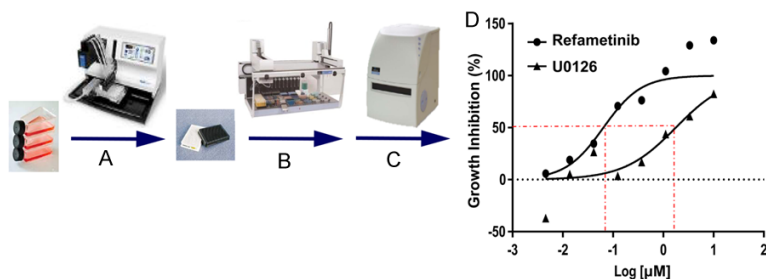 D
Refametinib
U0126
A
B
C
Growth Inhibition (%)
150
100
50
0
-50
-3
-2
-1
0
1
2
Log [µM]